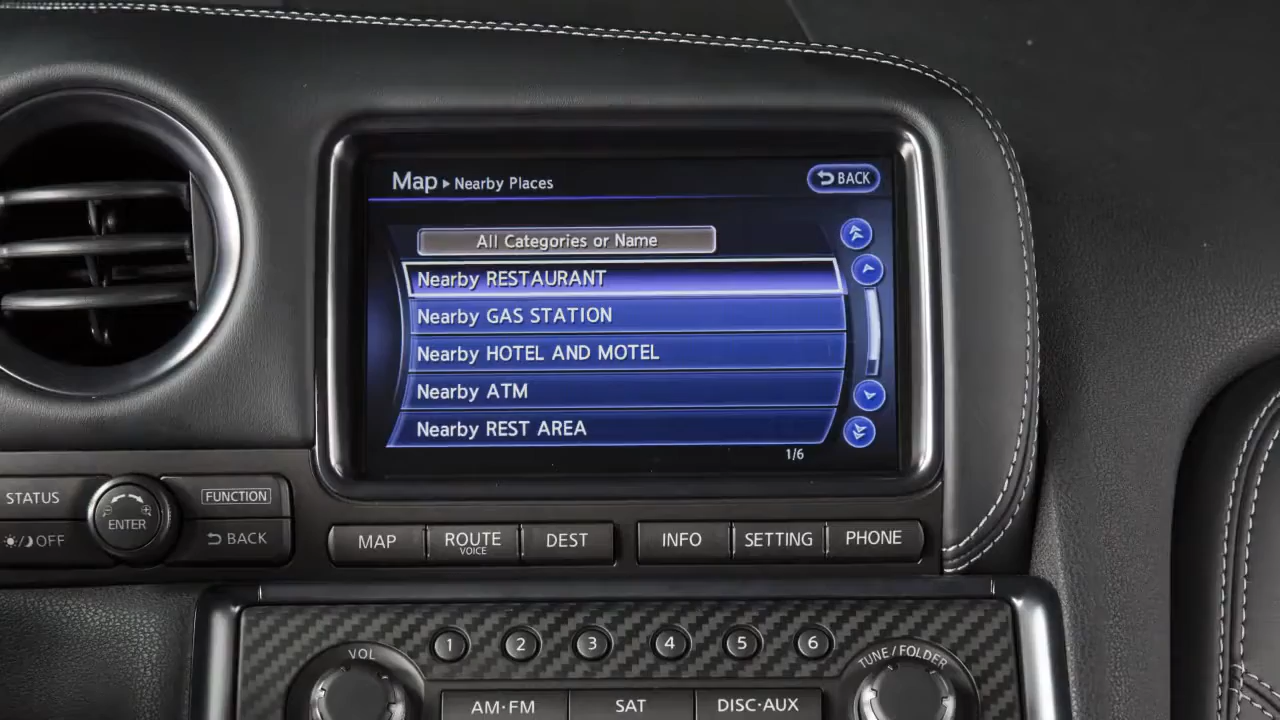 Map ▸ Nearby Places
BACK
All Categories or Name
Nearby RESTAURANT
Nearby GAS STATION
Nearby HOTEL AND MOTEL
Nearby ATM
Nearby REST AREA
1/6
STATUS
ENTER
FUNCTION
OFF
BACK
MAP
ROUTE
VOICE
DEST
INFO
SETTING
PHONE
1 2 3 4 5 6
VOL
TUNE/FOLDER
AM·FM
SAT
DISC·AUX